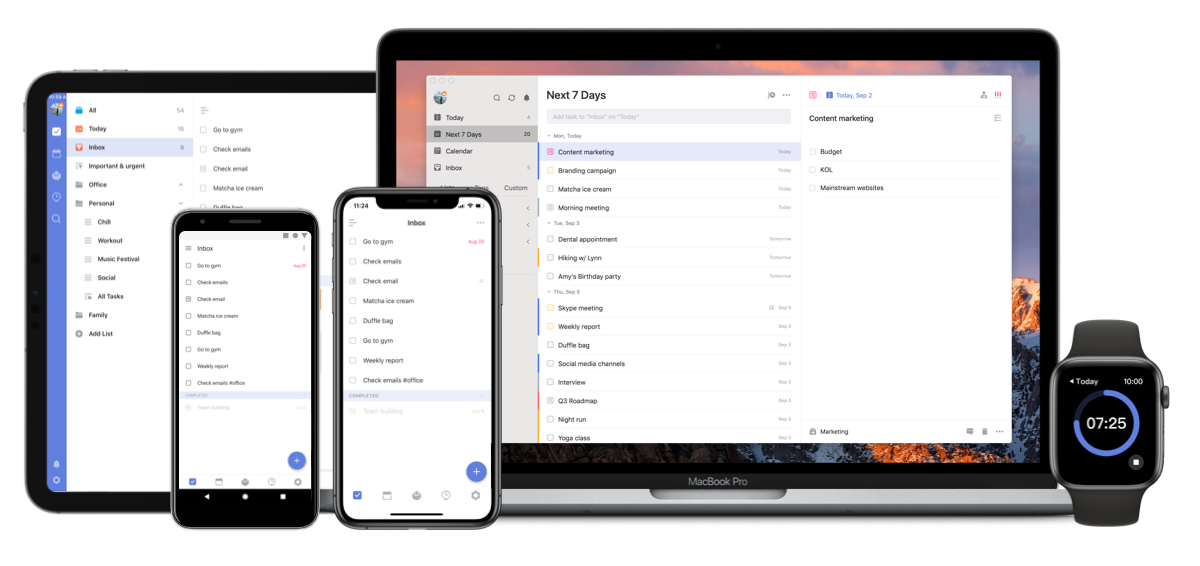 All 54
Today 16
Inbox 8
Important & urgent
Office
Personal
Chill
Workout
Music Festival
Social
All Tasks
Family
Add List
Go to gym
Check emails
Check email
Matcha ice cream
Duffle bag
Inbox
Go to gym Aug 20
Check emails
Check email
Matcha ice cream
Duffle bag
Go to gym
Weekly report
Check emails #office
COMPLETED
Team building
11:24
Inbox
Go to gym Aug 20
Check emails
Check email
Matcha ice cream
Duffle bag
Go to gym
Weekly report
Check emails #office
COMPLETED
Team building
Today 4
Next 7 Days 20
Calendar
Inbox
Lists Tags Custom
Next 7 Days
Add task to "Inbox" on "Today"
Mon, Today
Content marketing Today
Branding campaign Today
Matcha ice cream Today
Morning meeting Today
Tue, Sep 3
Dental appointment Tomorrow
Hiking w/ Lynn Tomorrow
Amy's Birthday party Tomorrow
Thu, Sep 5
Skype meeting Sep 5
Weekly report Sep 5
Duffle bag Sep 5
Social media channels Sep 5
Interview Sep 5
Q3 Roadmap Sep 5
Night run Sep 5
Yoga class Sep 5
Today, Sep 2
Content marketing
Budget
KOL
Mainstream websites
Marketing
MacBook Pro
Today 10:00
07:25